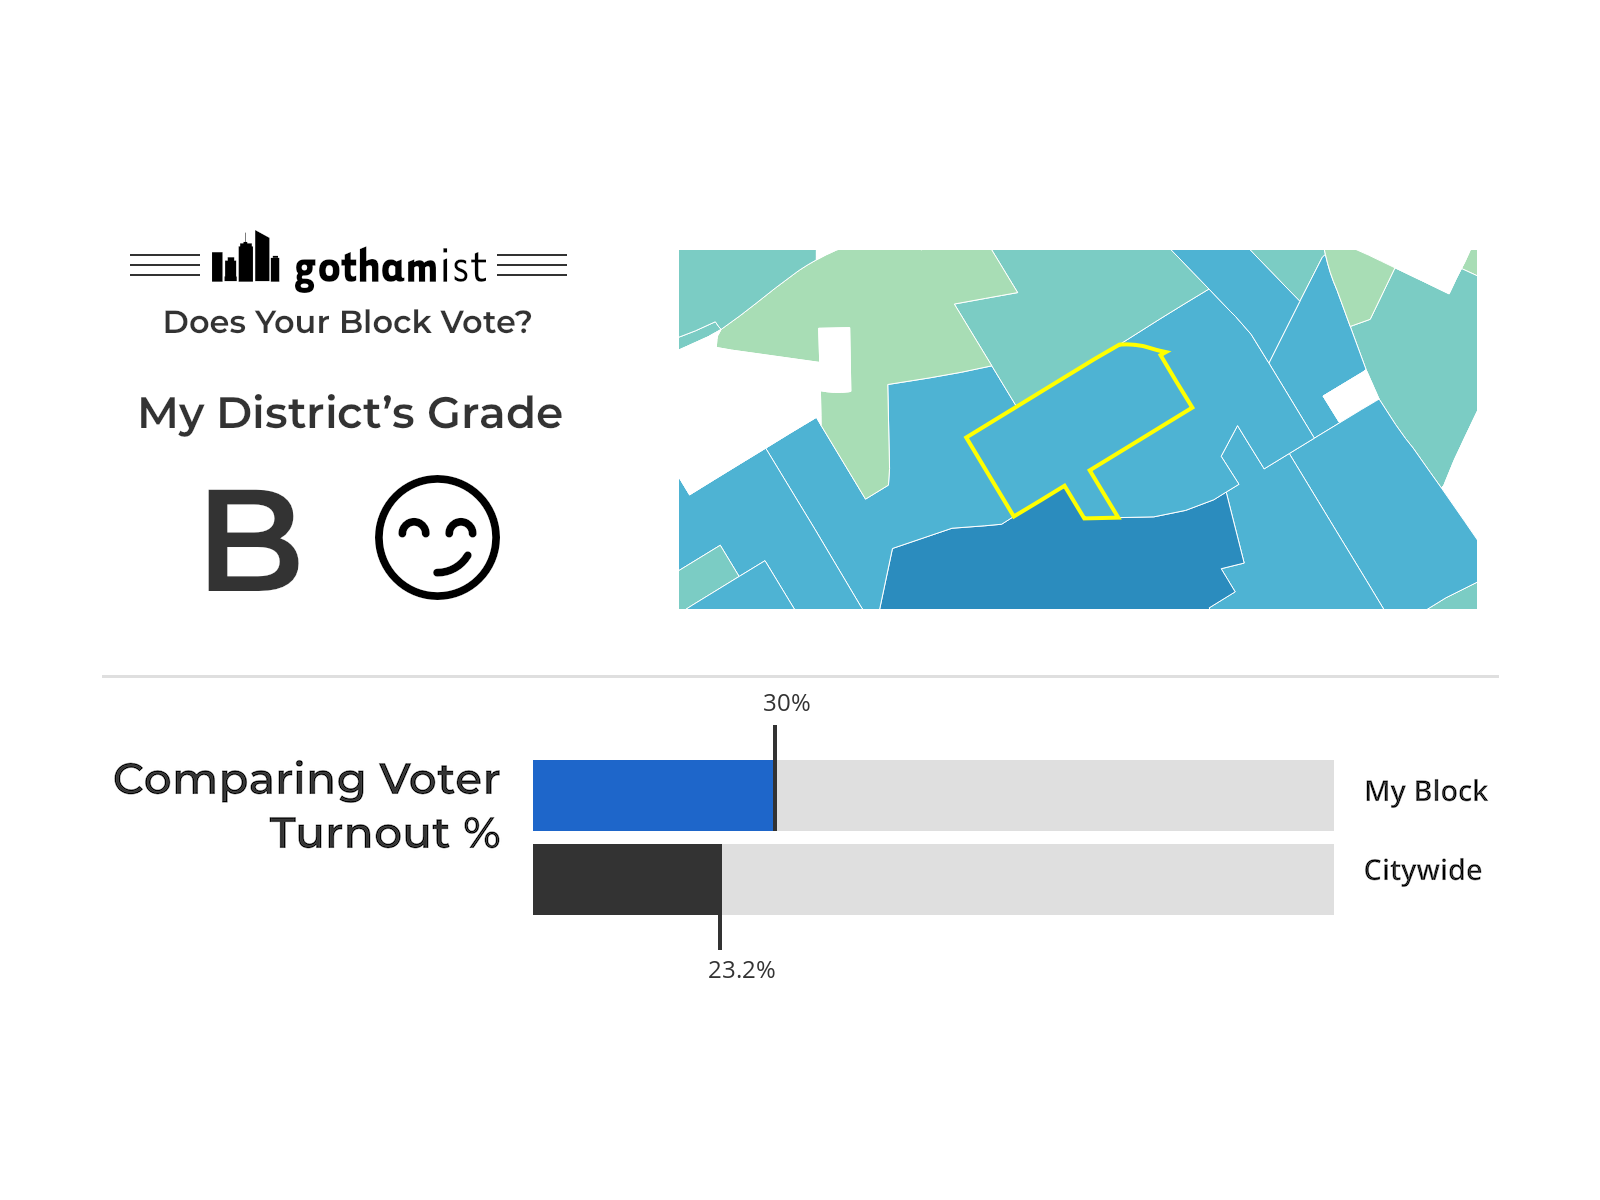 gothamist
Does Your Block Vote?
My District’s Grade
B
30%
Comparing Voter
Turnout %
My Block
Citywide
23.2%